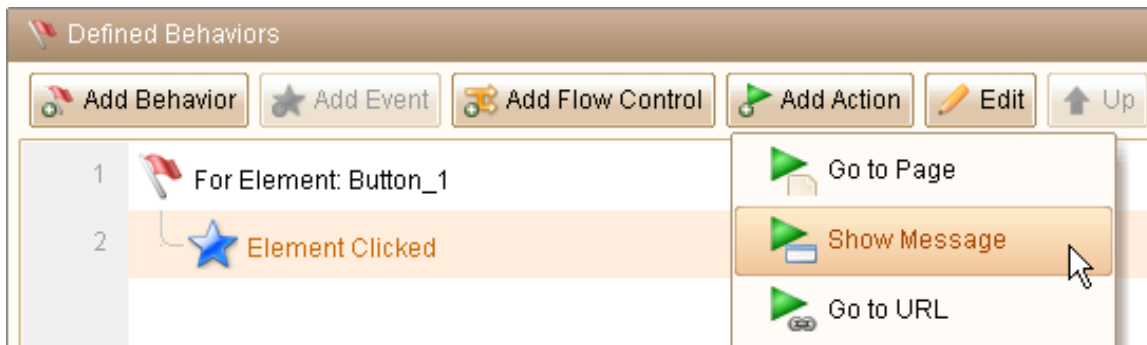 Defined Behaviors
Add Behavior Add Event Add Flow Control Add Action Edit Up
1 For Element: Button_1
2 Element Clicked
Go to Page
Show Message
Go to URL